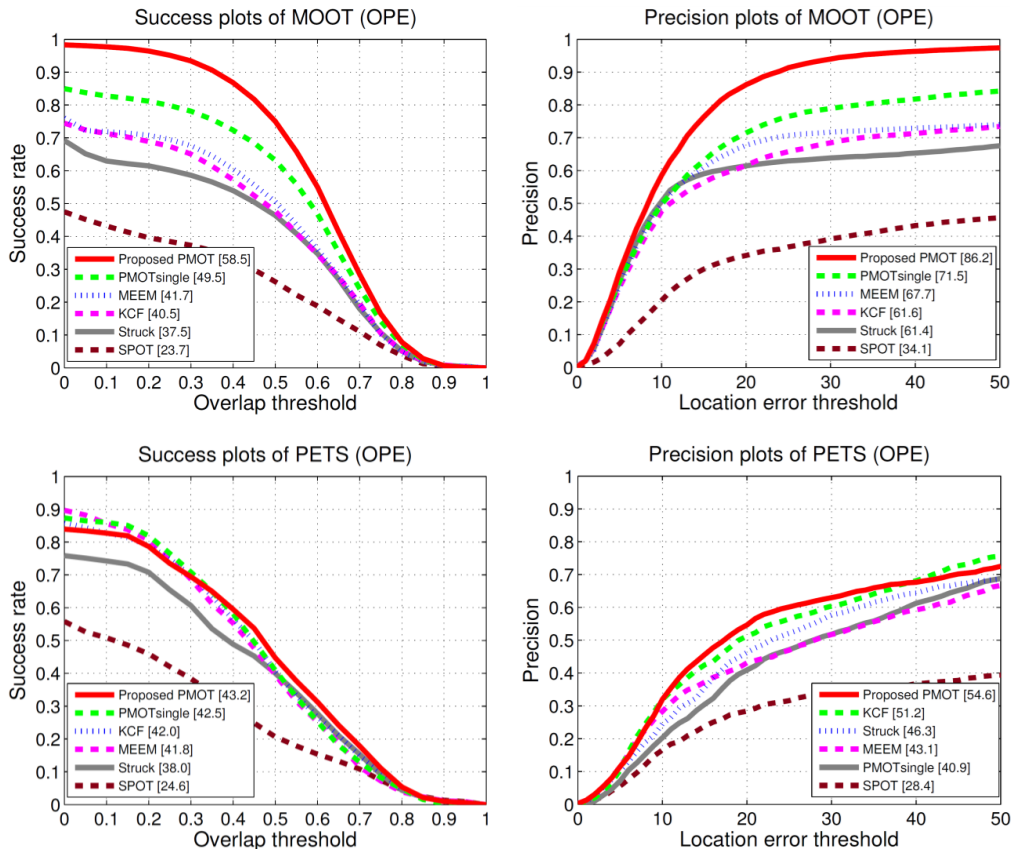 Success plots of MOOT (OPE)
Success rate
1
0.9
0.8
0.7
0.6
0.5
0.4
0.3
0.2
0.1
0
Proposed PMOT [58.5]
PMOTsingle [49.5]
MEEM [41.7]
KCF [40.5]
Struck [37.5]
SPOT [23.7]
0 0.1 0.2 0.3 0.4 0.5 0.6 0.7 0.8 0.9 1
Overlap threshold
Precision plots of MOOT (OPE)
Precision
1
0.9
0.8
0.7
0.6
0.5
0.4
0.3
0.2
0.1
0
Proposed PMOT [86.2]
PMOTsingle [71.5]
MEEM [67.7]
KCF [61.6]
Struck [61.4]
SPOT [34.1]
0 10 20 30 40 50
Location error threshold
Success plots of PETS (OPE)
Success rate
1
0.9
0.8
0.7
0.6
0.5
0.4
0.3
0.2
0.1
0
Proposed PMOT [43.2]
PMOTsingle [42.5]
KCF [42.0]
MEEM [41.8]
Struck [38.0]
SPOT [24.6]
0 0.1 0.2 0.3 0.4 0.5 0.6 0.7 0.8 0.9 1
Overlap threshold
Precision plots of PETS (OPE)
Precision
1
0.9
0.8
0.7
0.6
0.5
0.4
0.3
0.2
0.1
0
Proposed PMOT [54.6]
KCF [51.2]
Struck [46.3]
MEEM [43.1]
PMOTsingle [40.9]
SPOT [28.4]
0 10 20 30 40 50
Location error threshold